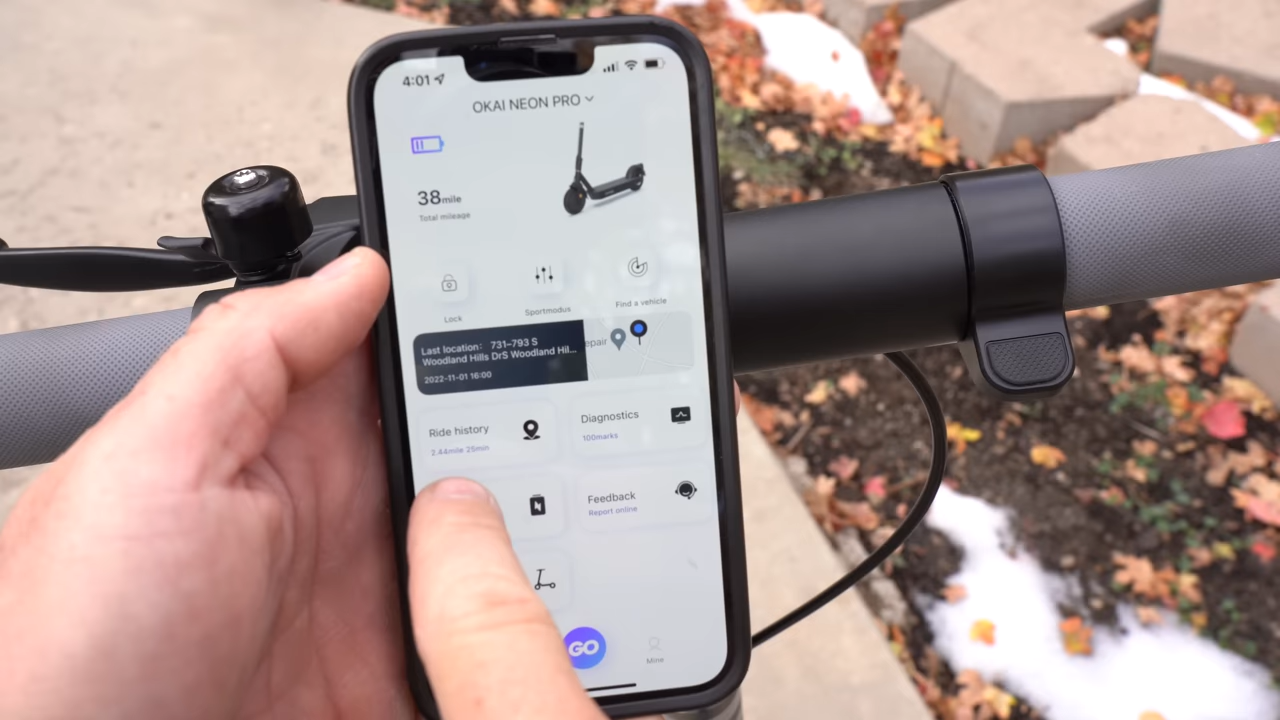 4:01
OKAI NEON PRO
38mile
Total mileage
Lock
Sportmodus
Find a vehicle
Last location: 731-793 S
Woodland Hills DrS Woodland Hil...
2022-11-01 16:00
epair
Ride history
2.44mile 25min
Diagnostics
100marks
Feedback
Report online
GO
Mine